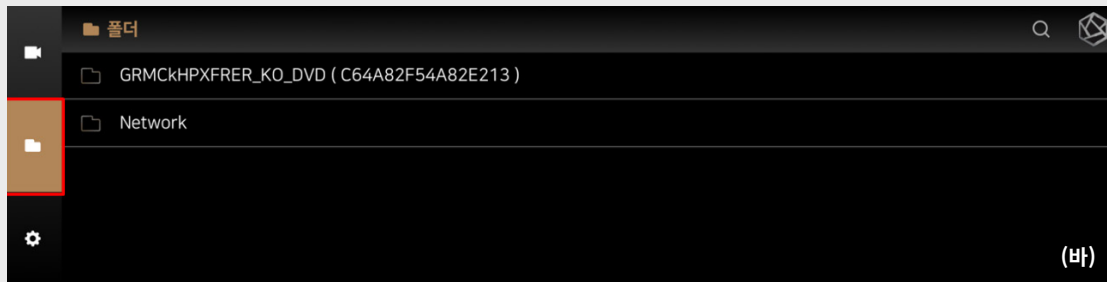 폴더
GRMCkHPXFRER_KO_DVD ( C64A82F54A82E213 )
Network
(바)